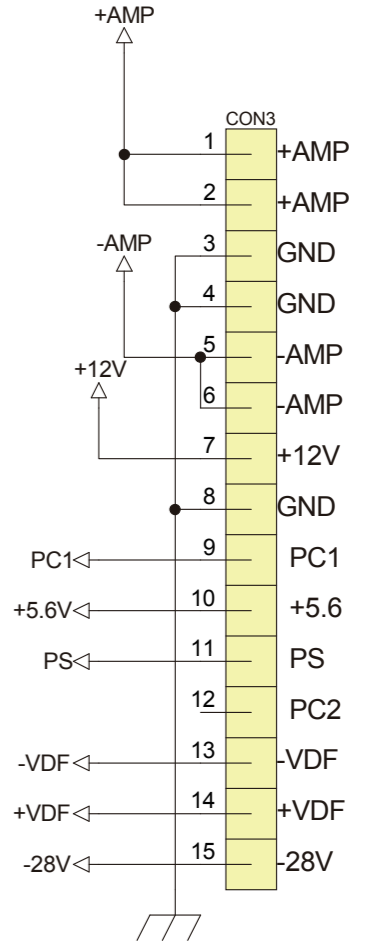 +AMP
CON3
1 +AMP
2 +AMP
-AMP 3 GND
4 GND
5 -AMP
+12V 6 -AMP
7 +12V
8 GND
PC1 9 PC1
+5.6V 10 +5.6
PS 11 PS
12 PC2
-VDF 13 -VDF
+VDF 14 +VDF
-28V 15 -28V